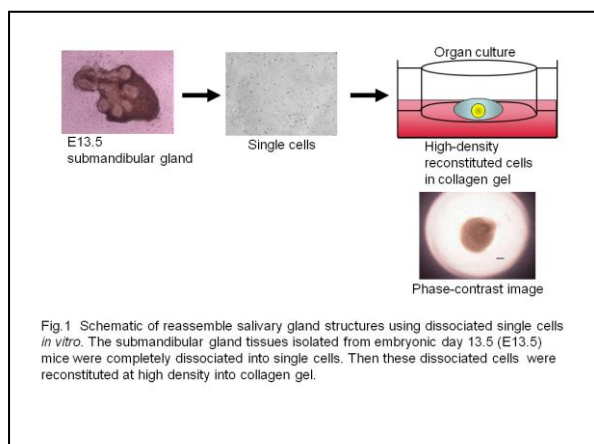 Organ culture
E13.5
submandibular gland
Single cells
High-density
reconstituted cells
in collagen gel
Phase-contrast image
Fig.1 Schematic of reassemble salivary gland structures using dissociated single cells
in vitro. The submandibular gland tissues isolated from embryonic day 13.5 (E13.5)
mice were completely dissociated into single cells. Then these dissociated cells were
reconstituted at high density into collagen gel.